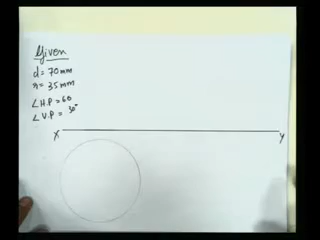 Given
d = 70mm
r = 35mm
∠H.P = 60
∠V.P = 30°
X Y